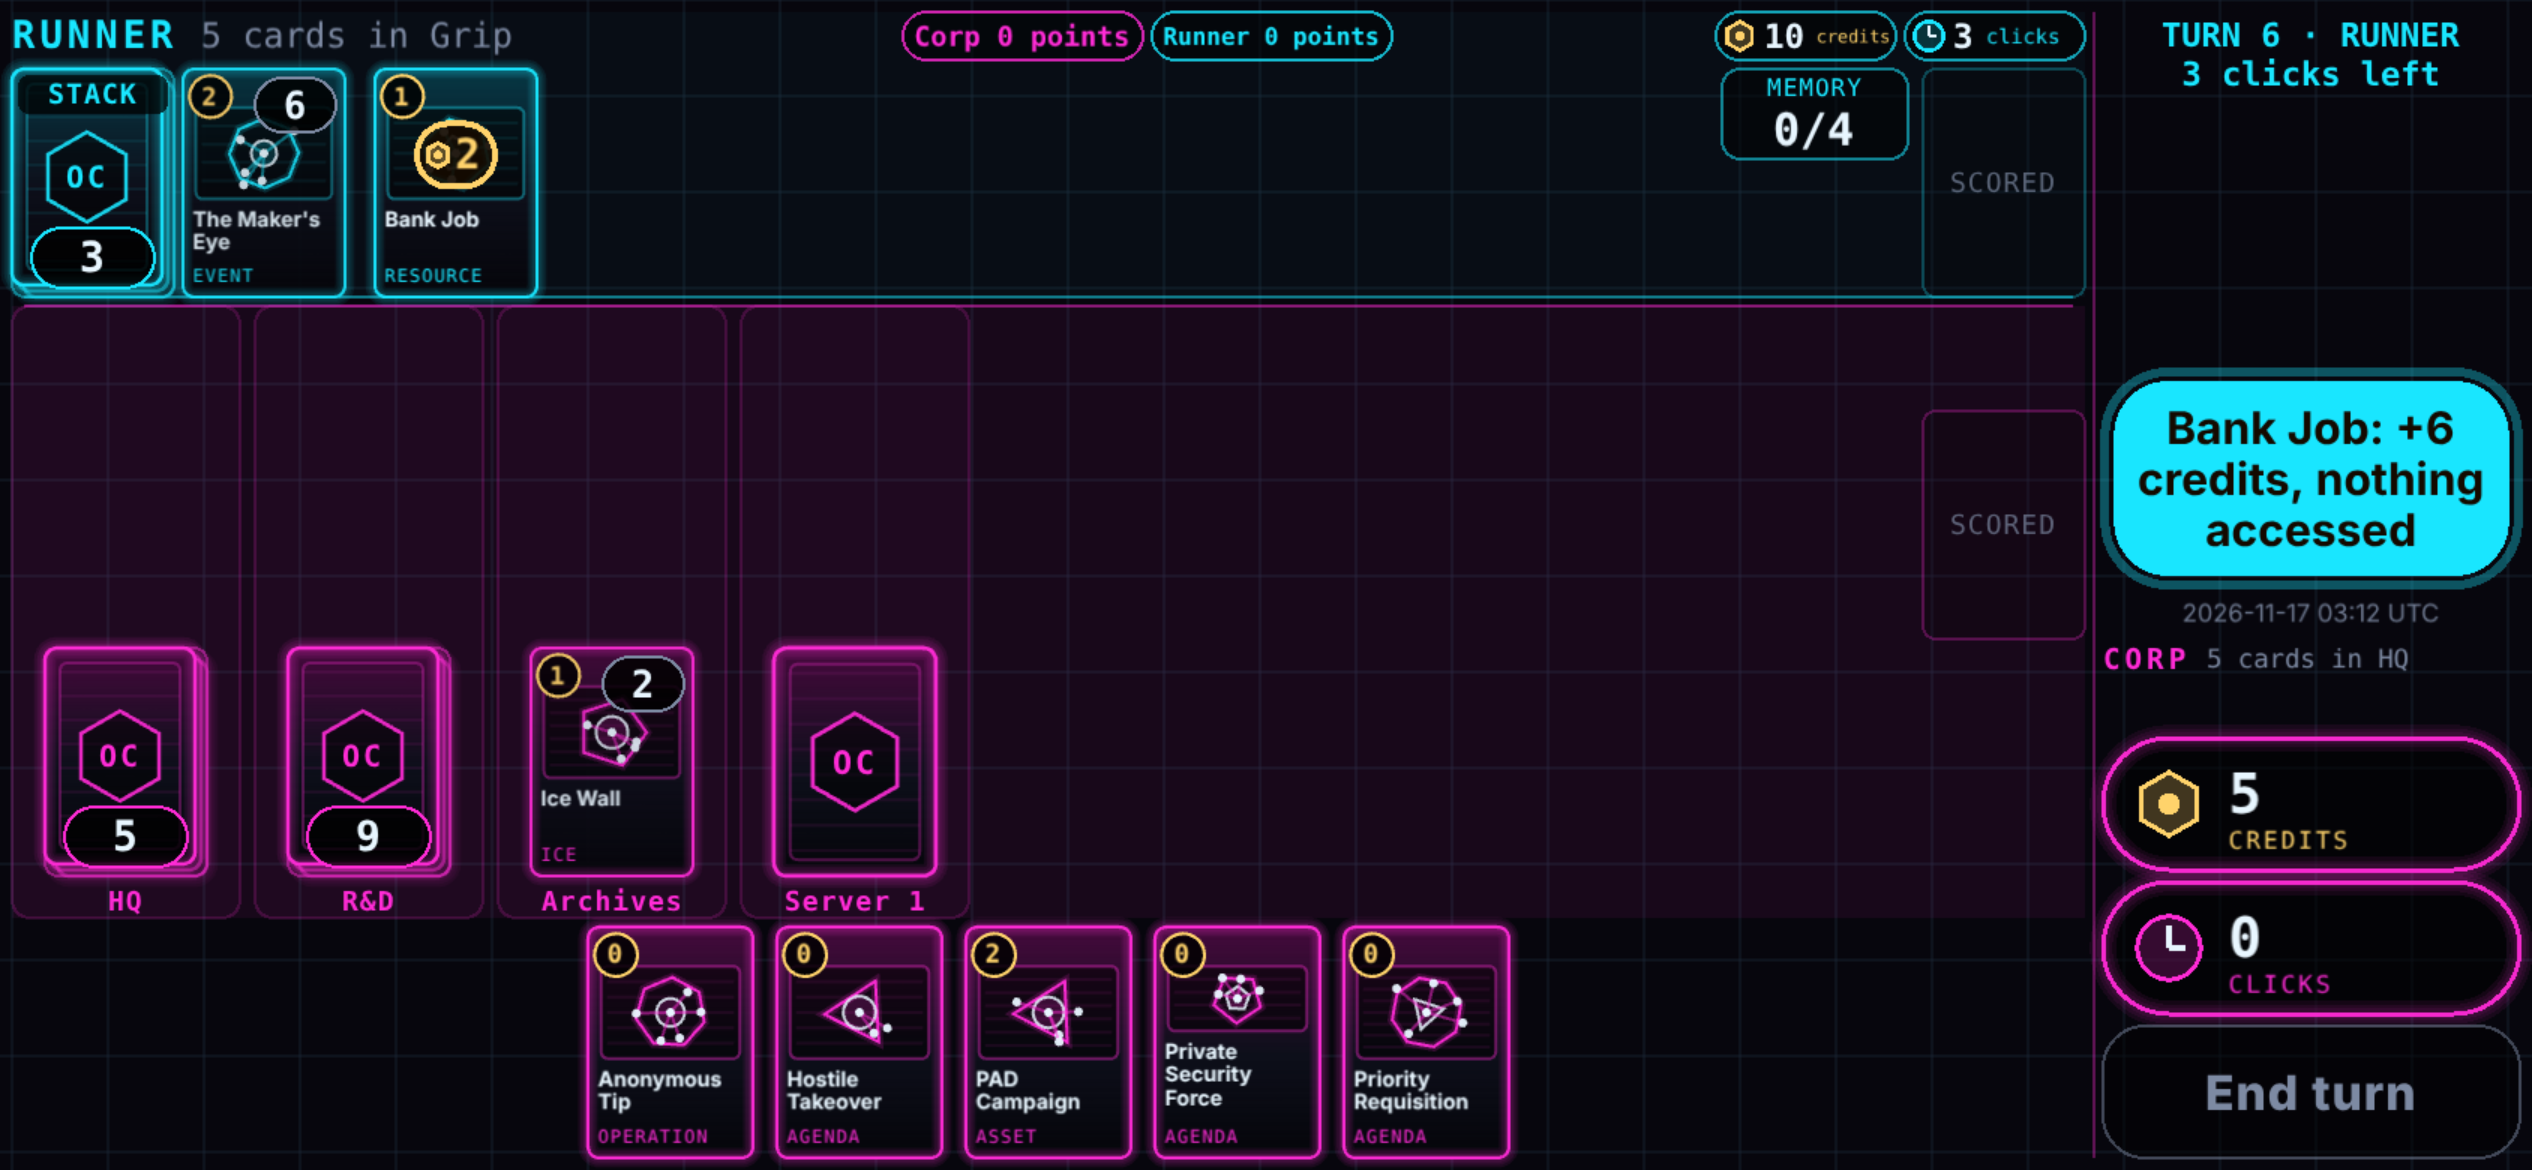 RUNNER 5 cards in Grip
Corp 0 points
Runner 0 points
10 credits
3 clicks
TURN 6 · RUNNER
3 clicks left
STACK
OC
3
2
6
The Maker's
Eye
EVENT
1
2
Bank Job
RESOURCE
MEMORY
0/4
SCORED
Bank Job: +6
credits, nothing
accessed
2026-11-17 03:12 UTC
SCORED
CORP 5 cards in HQ
OC
5
HQ
OC
9
R&D
1
2
Ice Wall
ICE
Archives
OC
Server 1
5
CREDITS
0
CLICKS
End turn
0
Anonymous
Tip
OPERATION
0
Hostile
Takeover
AGENDA
2
PAD
Campaign
ASSET
0
Private
Security
Force
AGENDA
0
Priority
Requisition
AGENDA